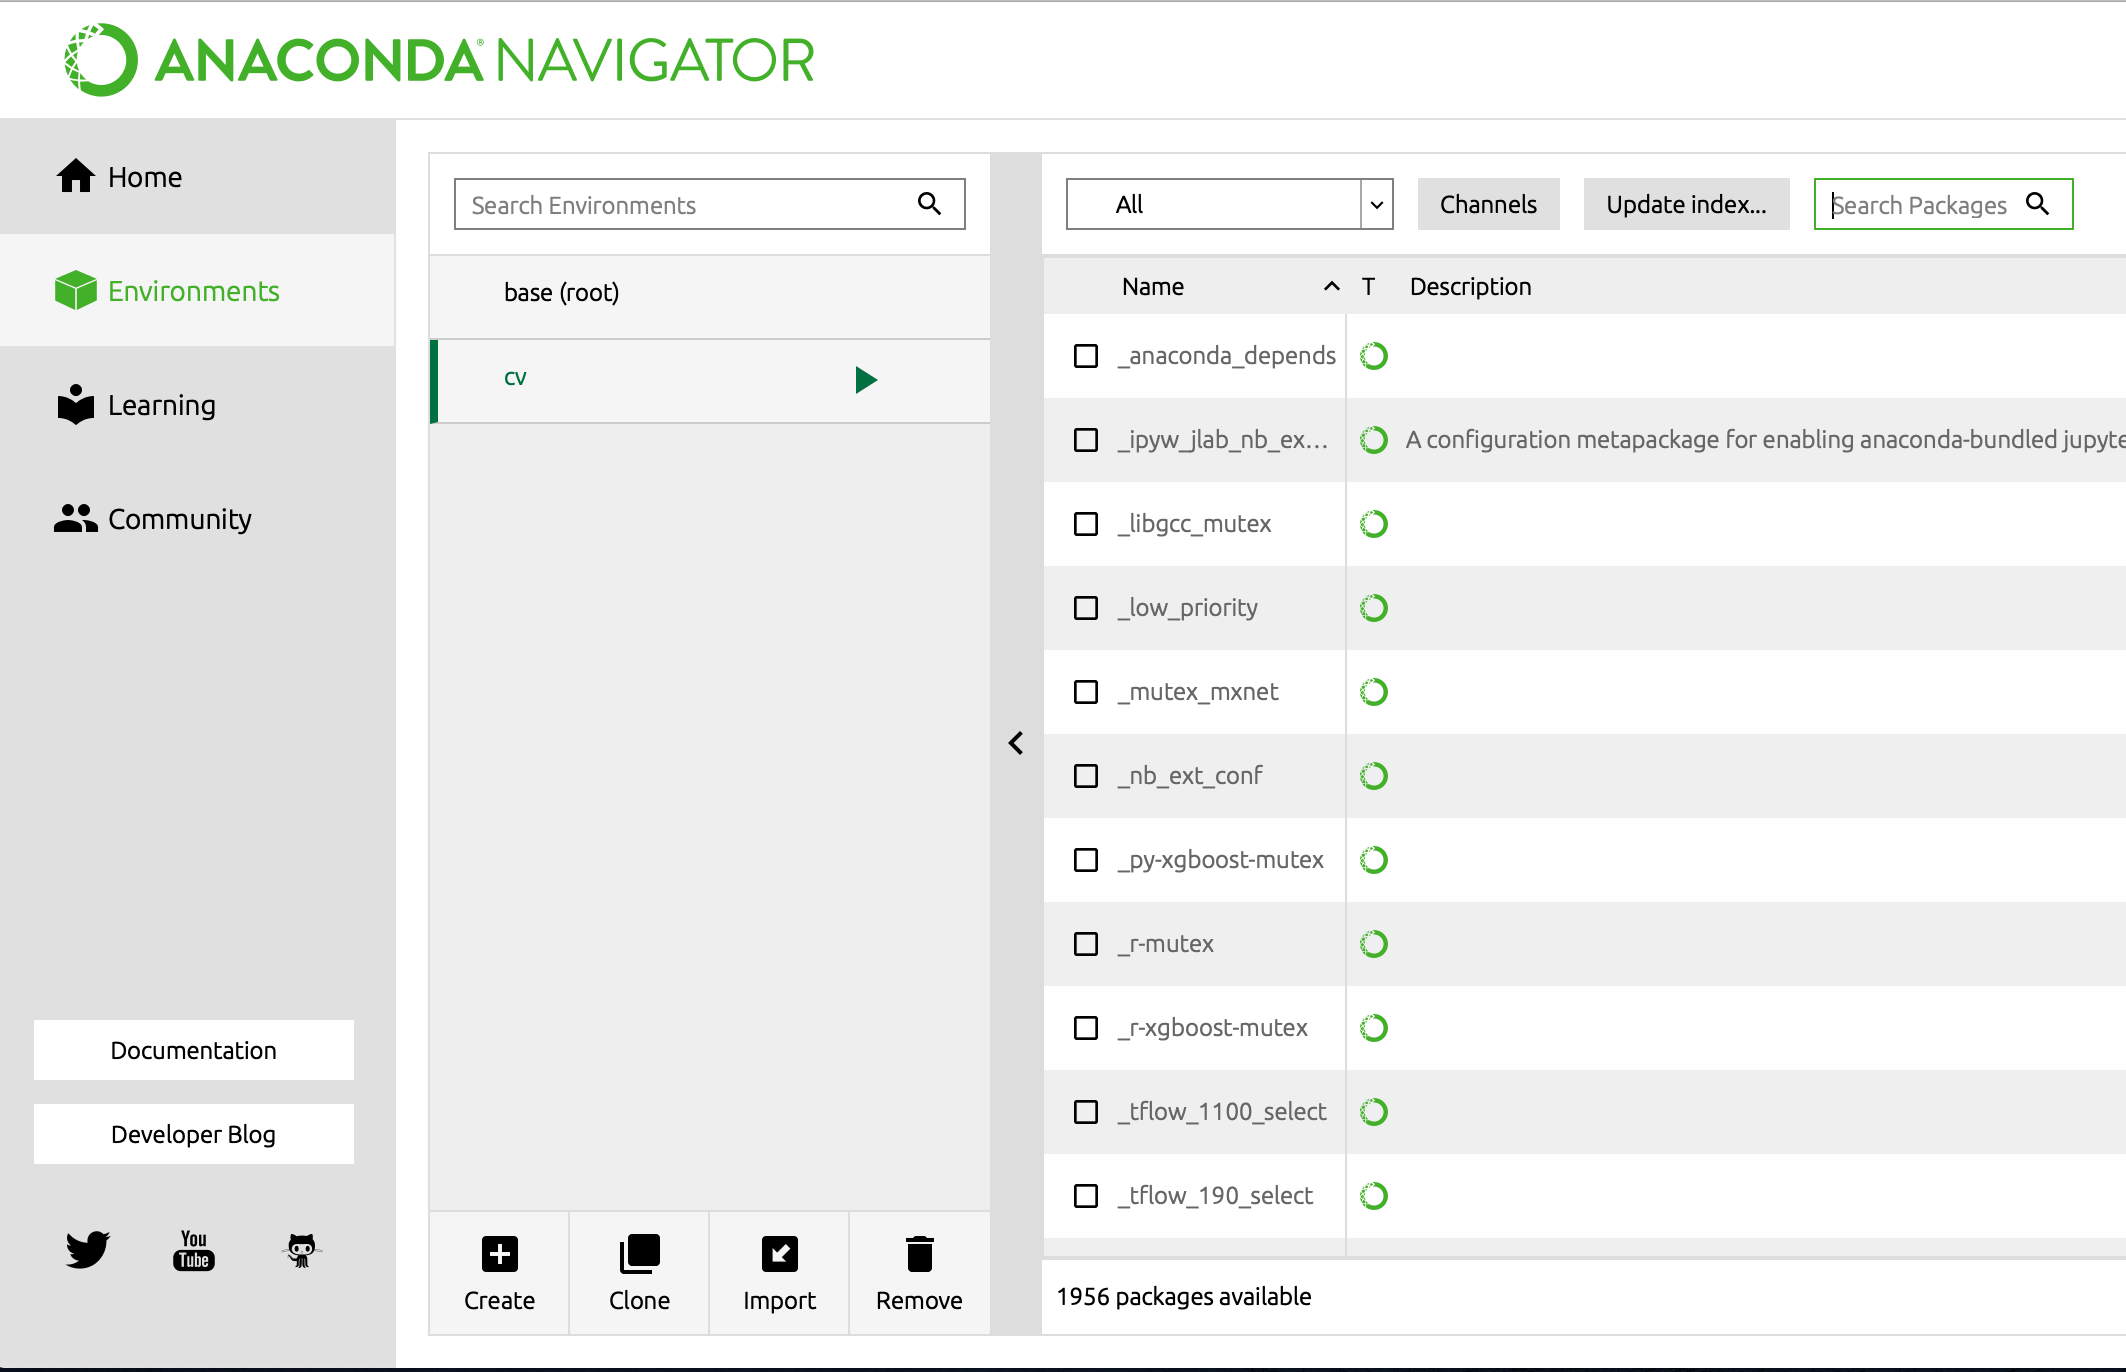 ANACONDA® NAVIGATOR
Home
Environments
Learning
Community
Documentation
Developer Blog
You
Tube
Search Environments
base (root)
cv
Create
Clone
Import
Remove
All
Channels
Update index...
Search Packages
Name T Description
_anaconda_depends
_ipyw_jlab_nb_ex... A configuration metapackage for enabling anaconda-bundled jupyte
_libgcc_mutex
_low_priority
_mutex_mxnet
_nb_ext_conf
_py-xgboost-mutex
_r-mutex
_r-xgboost-mutex
_tflow_1100_select
_tflow_190_select
1956 packages available